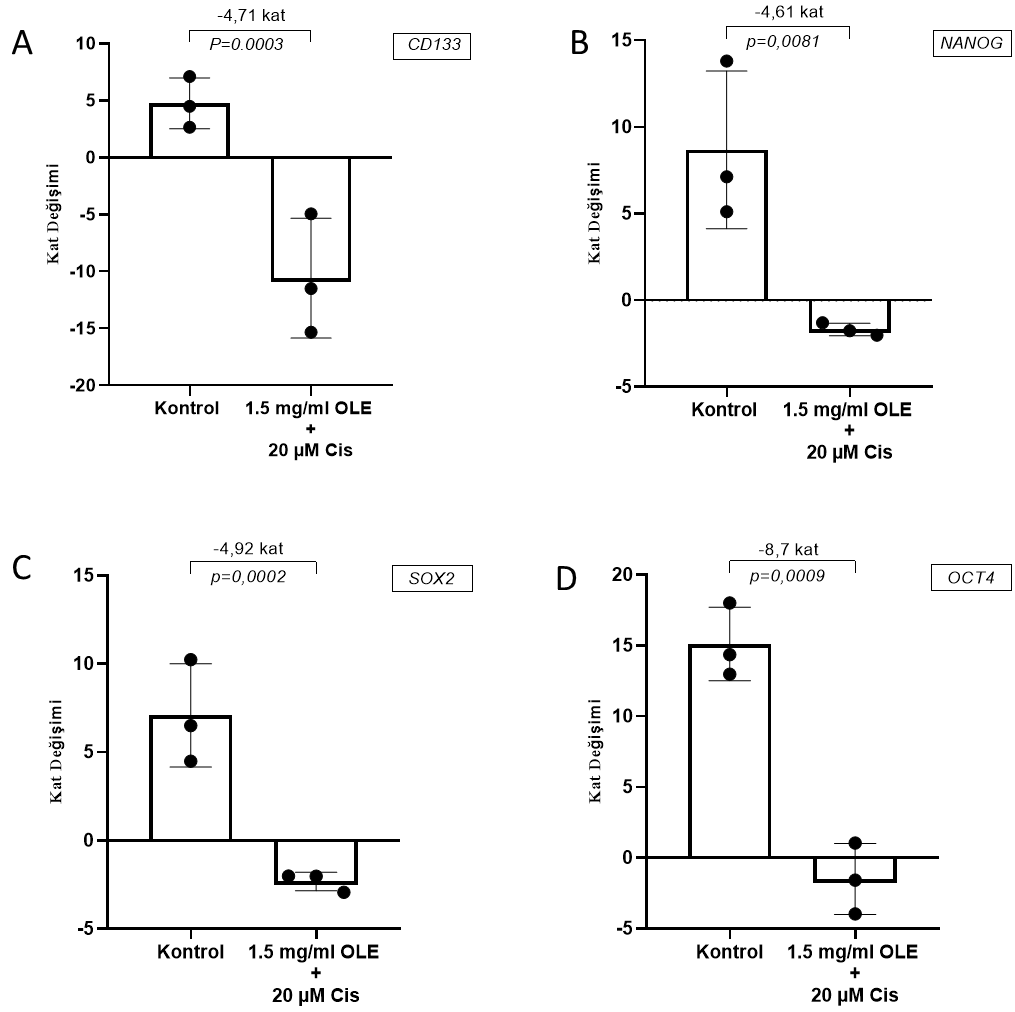 A
-4,71 kat
P=0.0003
CD133
10
5
0
-5
-10
-15
-20
Kat Değişimi
Kontrol
1.5 mg/ml OLE
+
20 µM Cis
B
-4,61 kat
p=0,0081
NANOG
15
10
5
0
-5
Kat Değişimi
Kontrol
1.5 mg/ml OLE
+
20 µM Cis
C
-4,92 kat
p=0,0002
SOX2
15
10
5
0
-5
Kat Değişimi
Kontrol
1.5 mg/ml OLE
+
20 µM Cis
D
-8,7 kat
p=0,0009
OCT4
20
15
10
5
0
-5
Kat Değişimi
Kontrol
1.5 mg/ml OLE
+
20 µM Cis